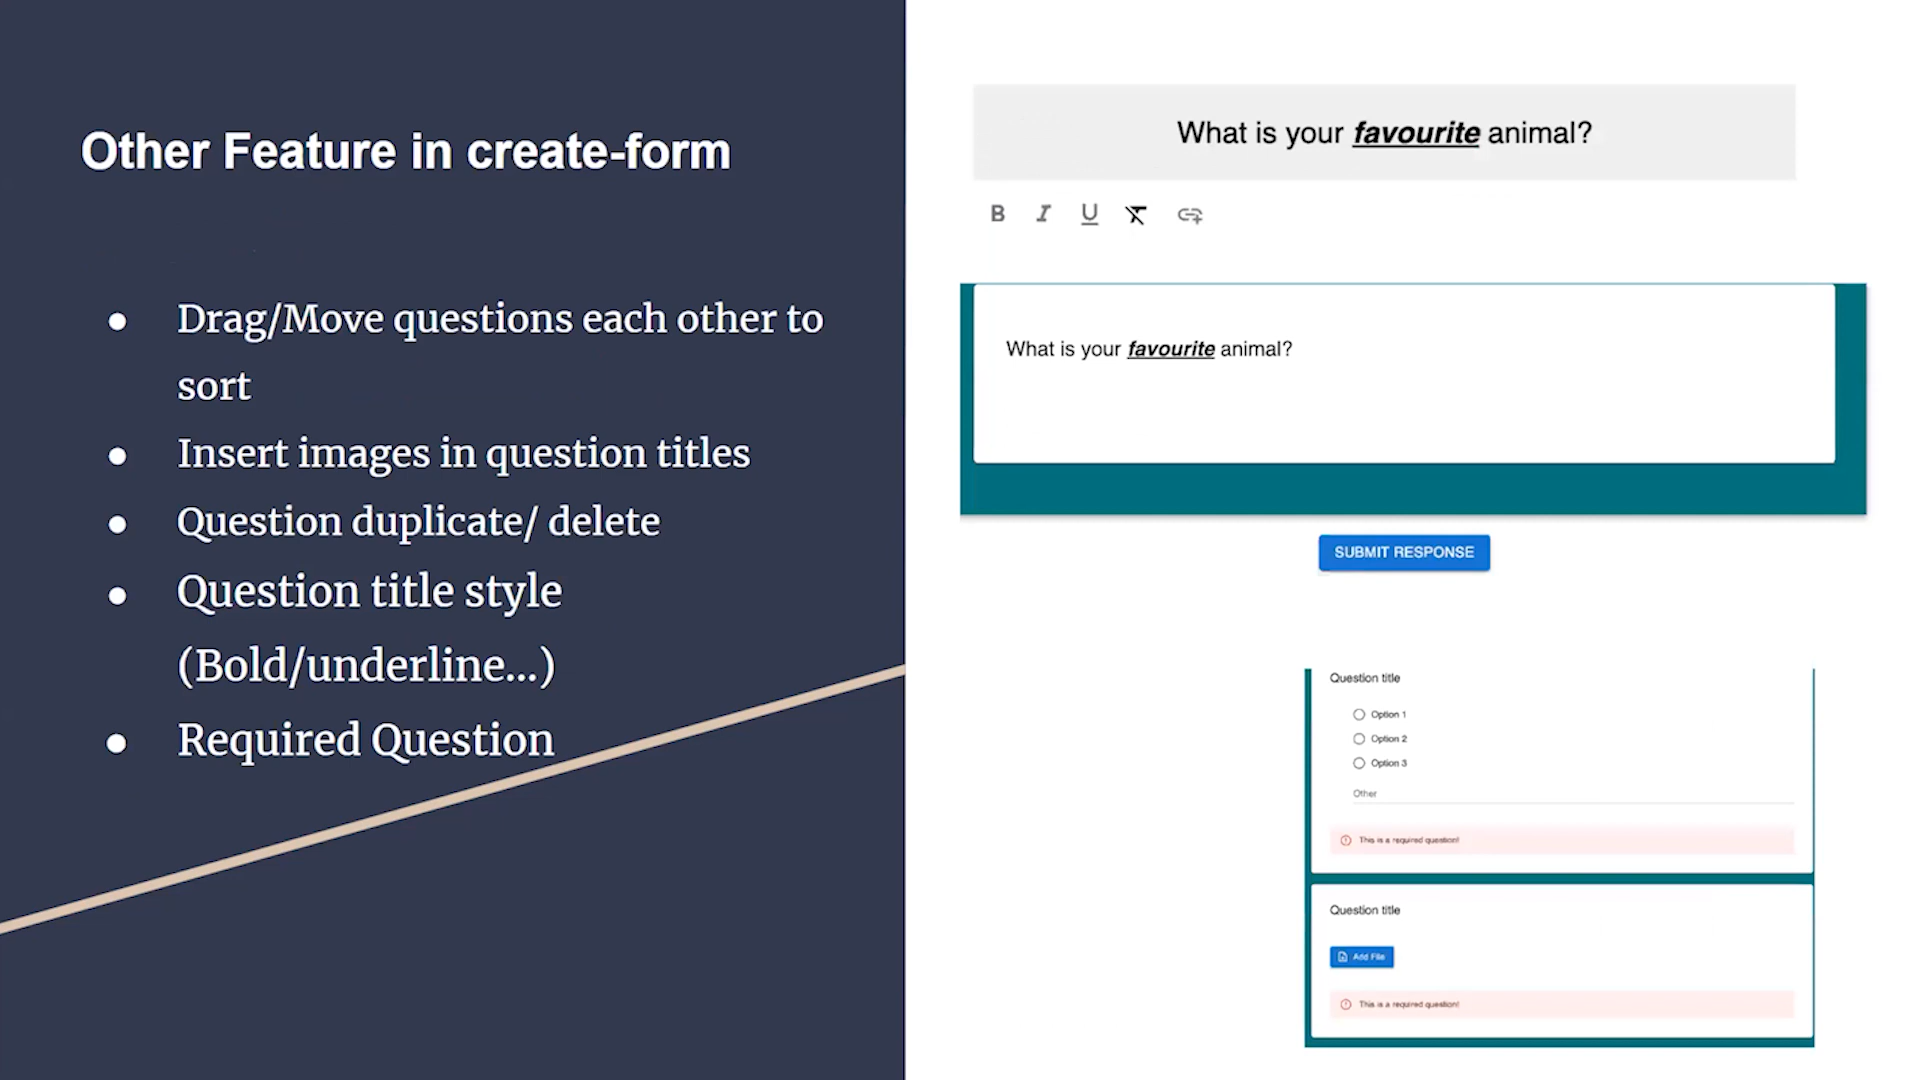 Other Feature in create-form
● Drag/Move questions each other to
sort
● Insert images in question titles
● Question duplicate/ delete
● Question title style
(Bold/underline...)
● Required Question
What is your favourite animal?
B I U
What is your favourite animal?
SUBMIT RESPONSE
Question title
Option 1
Option 2
Option 3
Other
This is a required question!
Question title
Add File
This is a required question!